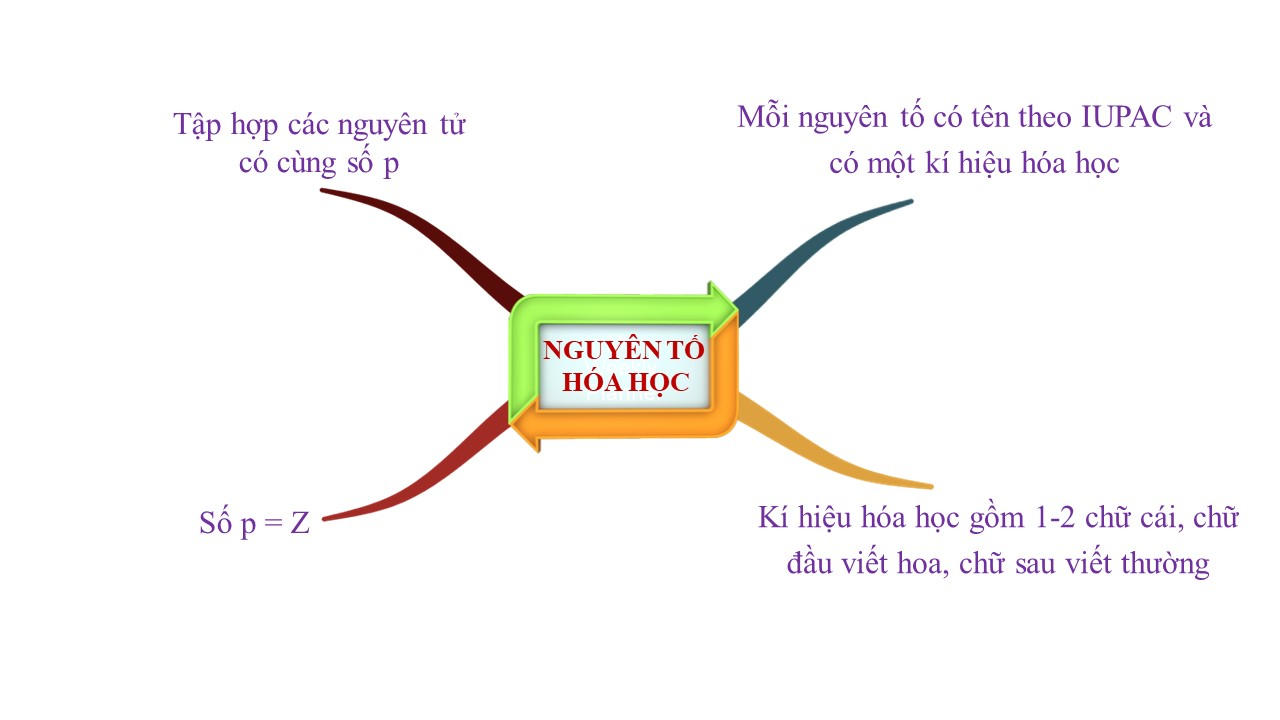 Tập hợp các nguyên tử
có cùng số p
Mỗi nguyên tố có tên theo IUPAC và
có một kí hiệu hóa học
NGUYÊN TỐ
HÓA HỌC
Số p = Z
Kí hiệu hóa học gồm 1-2 chữ cái, chữ
đầu viết hoa, chữ sau viết thường